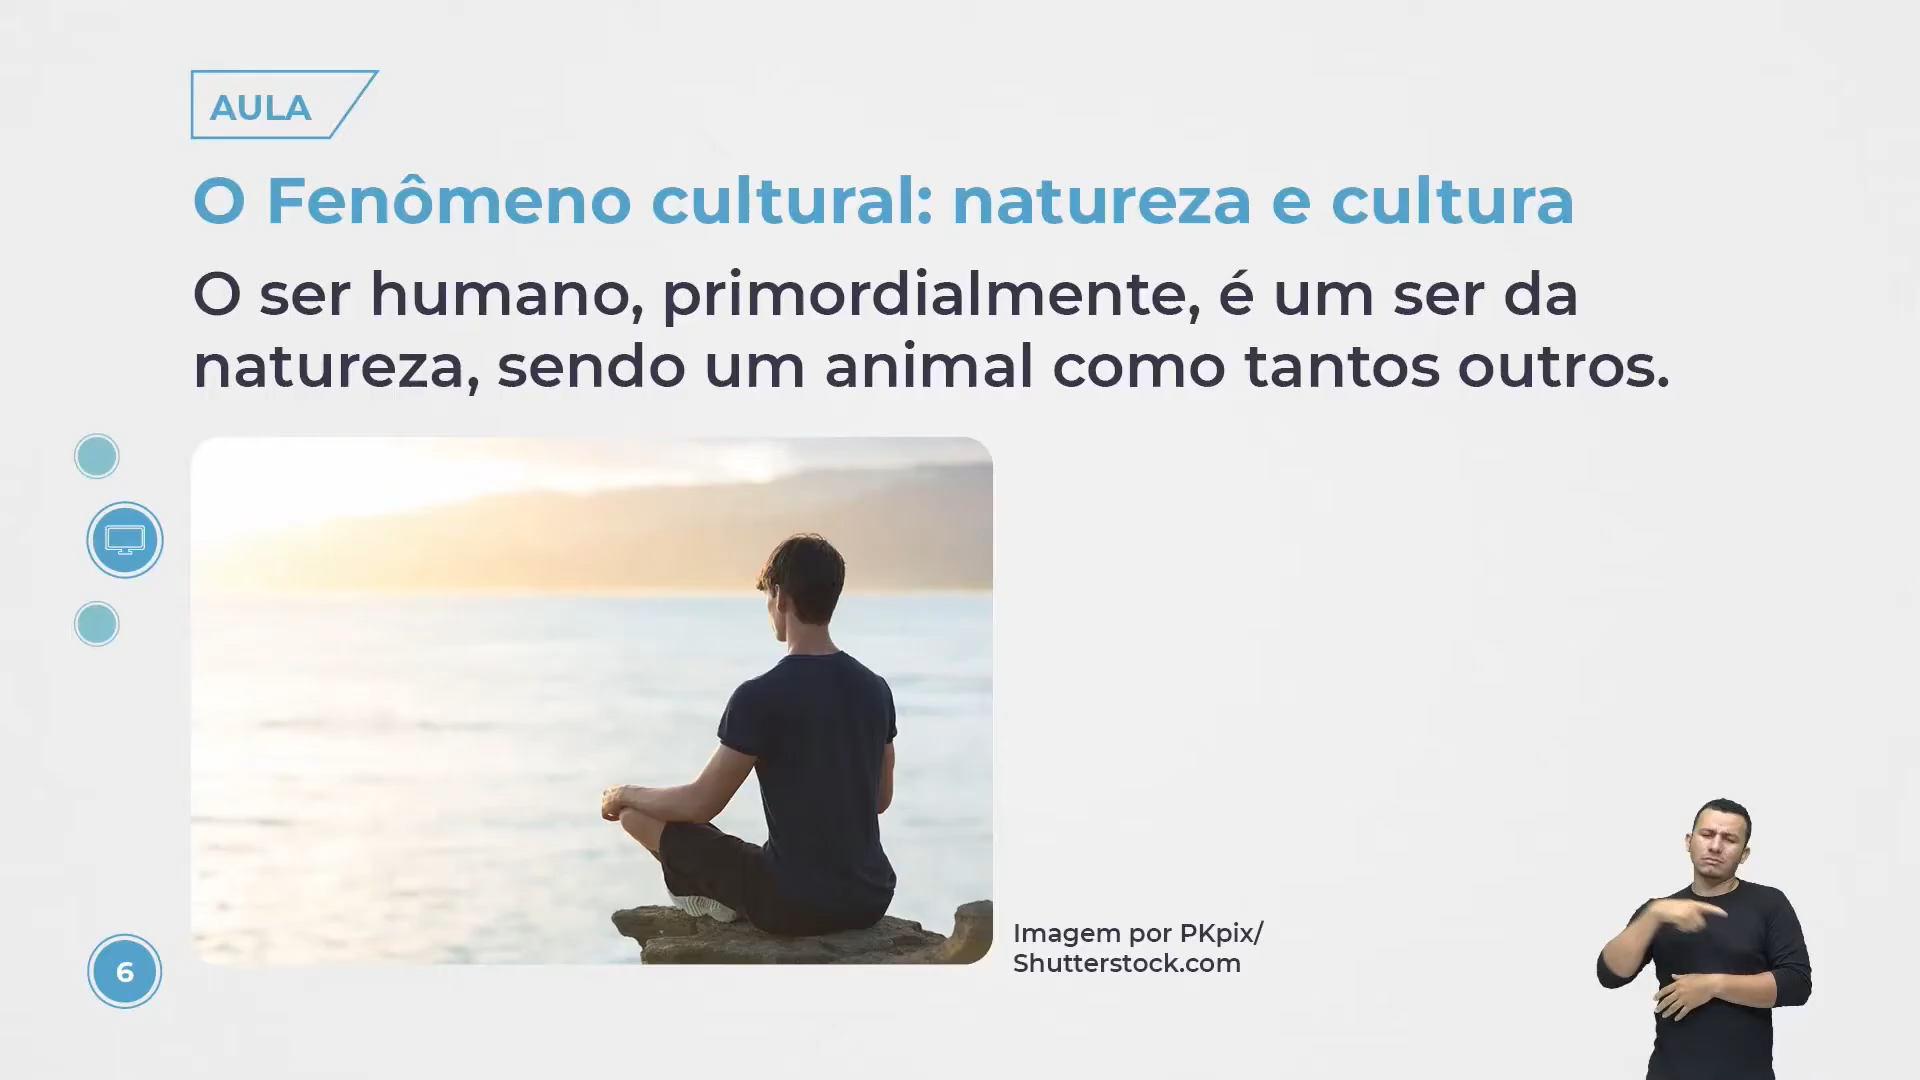 AULA
O Fenômeno cultural: natureza e cultura
O ser humano, primordialmente, é um ser da
natureza, sendo um animal como tantos outros.
Imagem por PKpix/
Shutterstock.com
6